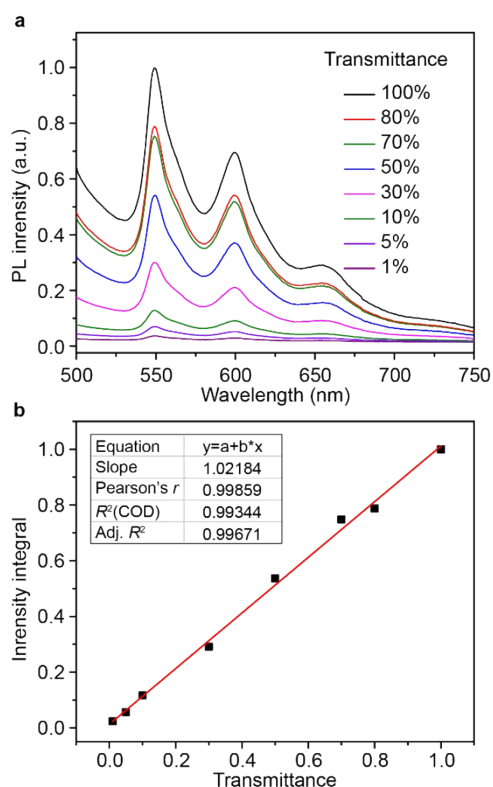 a
Transmittance
100%
80%
70%
50%
30%
10%
5%
1%
PL inrensity (a.u.)
1.0
0.8
0.6
0.4
0.2
0.0
500 550 600 650 700 750
Wavelength (nm)
b
Equation y=a+b*x
Slope 1.02184
Pearson's r 0.99859
R²(COD) 0.99344
Adj. R² 0.99671
Inrensity integral
1.0
0.8
0.6
0.4
0.2
0.0
0.0 0.2 0.4 0.6 0.8 1.0
Transmittance